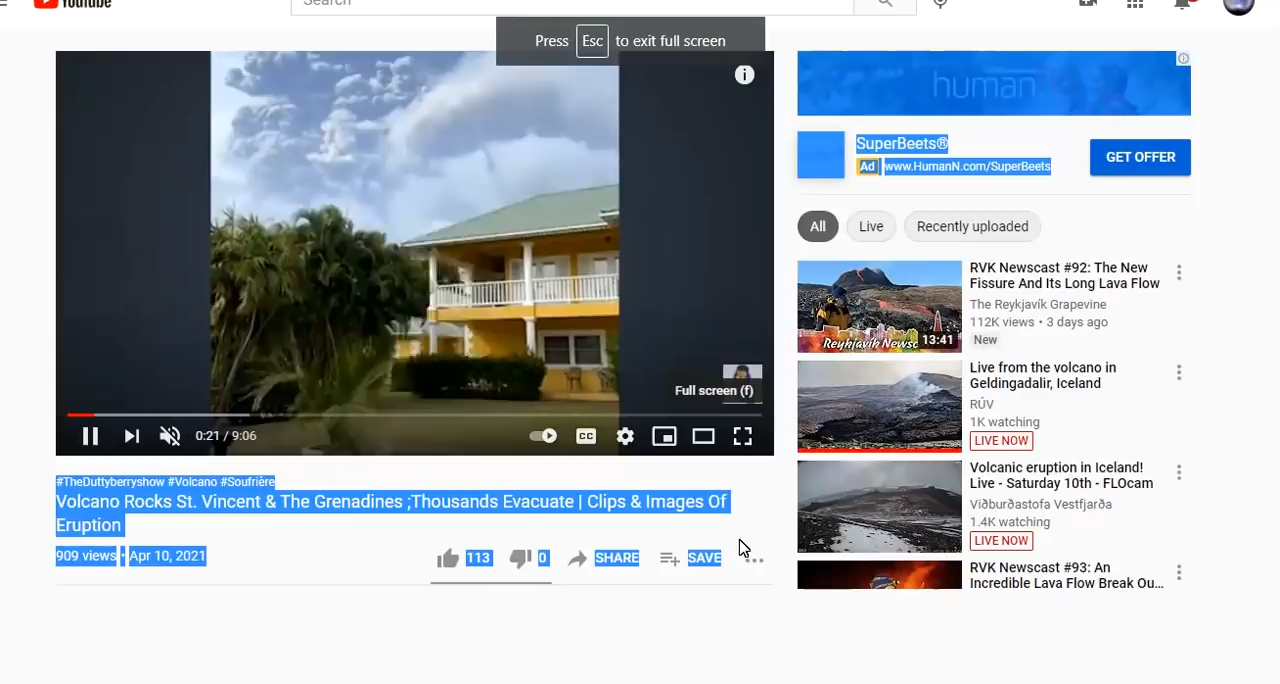 YouTube
Search
Press Esc to exit full screen
i
Full screen (f)
0:21 / 9:06
CC
#TheDuttyberryshow #Volcano #Soufrière
Volcano Rocks St. Vincent & The Grenadines ;Thousands Evacuate | Clips & Images Of
Eruption
909 views • Apr 10, 2021
113
0
SHARE
SAVE
human
SuperBeets®
Ad www.HumanN.com/SuperBeets
GET OFFER
All
Live
Recently uploaded
Reykjavík Newsc
13:41
RVK Newscast #92: The New
Fissure And Its Long Lava Flow
The Reykjavík Grapevine
112K views • 3 days ago
New
Live from the volcano in
Geldingadalir, Iceland
RÚV
1K watching
LIVE NOW
Volcanic eruption in Iceland!
Live - Saturday 10th - FLOcam
Viðburðastofa Vestfjarða
1.4K watching
LIVE NOW
RVK Newscast #93: An
Incredible Lava Flow Break Ou...